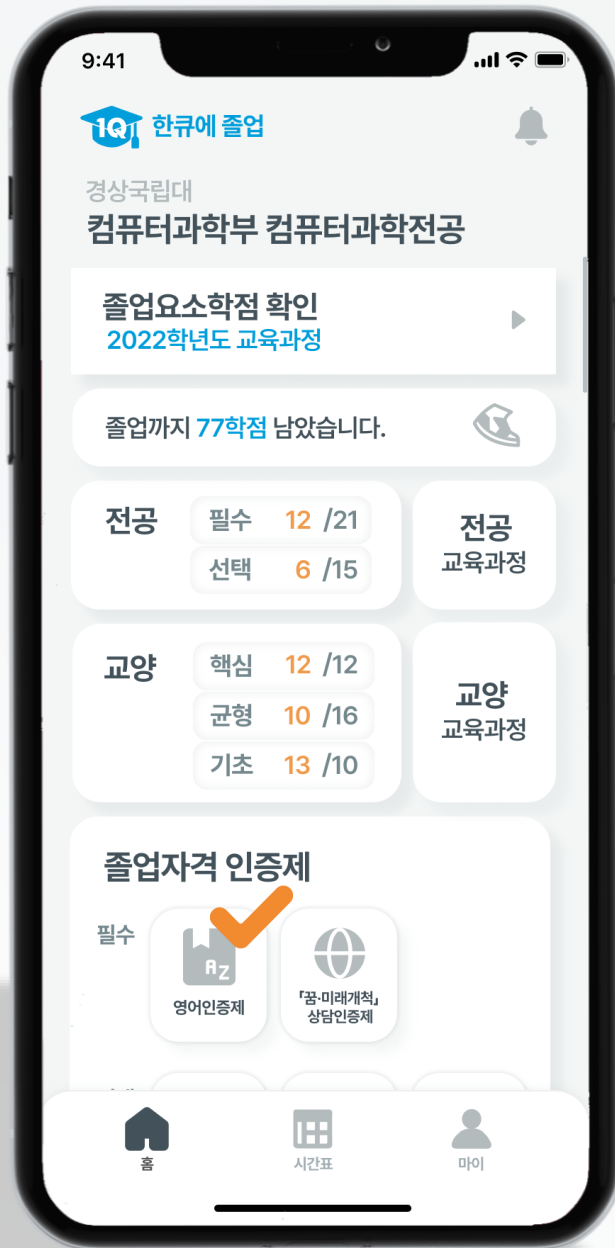 9:41
1Q 한큐에 졸업
경상국립대
컴퓨터과학부 컴퓨터과학전공
졸업요소학점 확인
2022학년도 교육과정
졸업까지 77학점 남았습니다.
전공
필수 12 /21
선택 6 /15
전공
교육과정
교양
핵심 12 /12
균형 10 /16
기초 13 /10
교양
교육과정
졸업자격 인증제
필수
AZ
영어인증제
「꿈·미래개척」
상담인증제
홈
시간표
마이